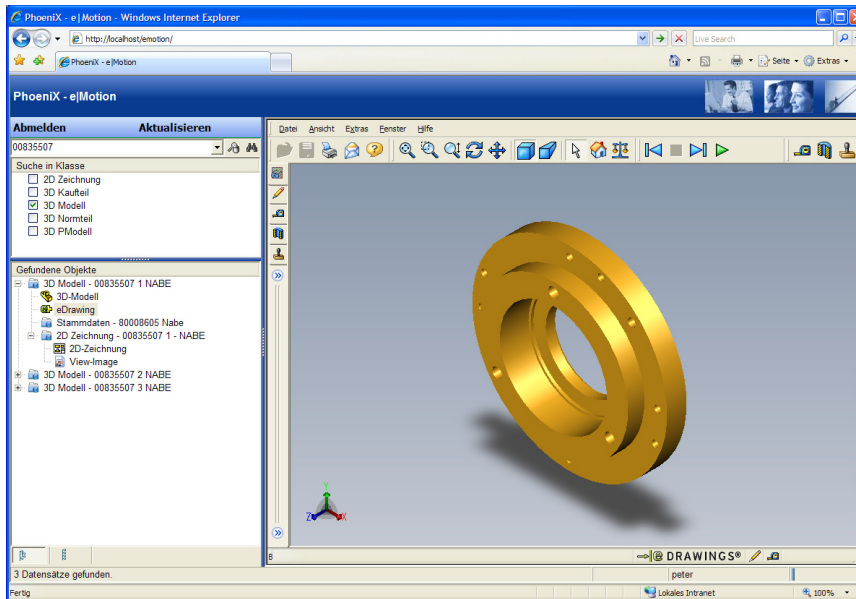 PhoeniX - e|Motion - Windows Internet Explorer
http://localhost/emotion/
Live Search
PhoeniX - e|Motion
Seite
Extras
PhoeniX - e|Motion
Abmelden Aktualisieren
00835507
Suche in Klasse
2D Zeichnung
3D Kaufteil
3D Modell
3D Normteil
3D PModell
Gefundene Objekte
3D Modell - 00835507 1 NABE
3D-Modell
eDrawing
Stammdaten - 80008605 Nabe
2D Zeichnung - 00835507 1 - NABE
2D-Zeichnung
View-Image
3D Modell - 00835507 2 NABE
3D Modell - 00835507 3 NABE
Datei Ansicht Extras Fenster Hilfe
Y
Z
X
B
DRAWINGS®
3 Datensätze gefunden.
peter
Fertig
Lokales Intranet
100%